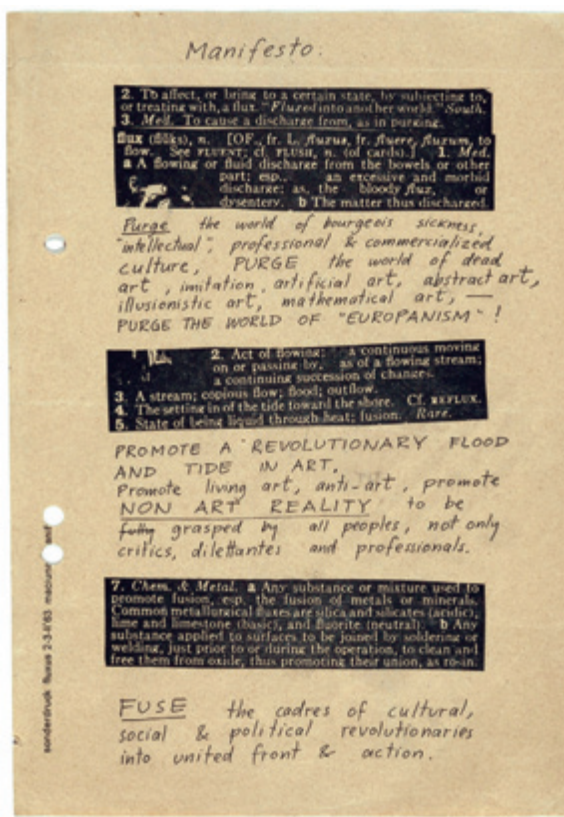 Manifesto:
2. To affect, or bring to a certain state, by subjecting to,
or treating with, a flux. "Fluxed into another world." South.
3. Med. To cause a discharge from, as in purging.
flux (flŭks), n. [OF., fr. L. fluxus, fr. fluere, fluxum, to
flow. See FLUENT; cf. FLUSH, n. (of cards).] 1. Med.
a A flowing or fluid discharge from the bowels or other
part; esp., an excessive and morbid
discharge; as, the bloody flux, or
dysentery. b The matter thus discharged.
Purge the world of bourgeois sickness,
"intellectual", professional & commercialized
culture, PURGE the world of dead
art, imitation, artificial art, abstract art,
illusionistic art, mathematical art, —
PURGE THE WORLD OF "EUROPANISM"!
2. Act of flowing: a continuous moving
on or passing by, as of a flowing stream;
a continuing succession of changes.
3. A stream; copious flow; flood; outflow.
4. The setting in of the tide toward the shore. Cf. REFLUX.
5. State of being liquid through heat; fusion. Rare.
PROMOTE A REVOLUTIONARY FLOOD
AND TIDE IN ART,
Promote living art, anti-art, promote
NON ART REALITY to be
fully grasped by all peoples, not only
critics, dilettantes and professionals.
7. Chem. & Metal. a Any substance or mixture used to
promote fusion, esp. the fusion of metals or minerals.
Common metallurgical fluxes are silica and silicates (acidic),
lime and limestone (basic), and fluorite (neutral). b Any
substance applied to surfaces to be joined by soldering or
welding, just prior to or during the operation, to clean and
free them from oxide, thus promoting their union, as rosin.
FUSE the cadres of cultural,
social & political revolutionaries
into united front & action.
sonderdruck fluxus 2-3-II'63 maciunas